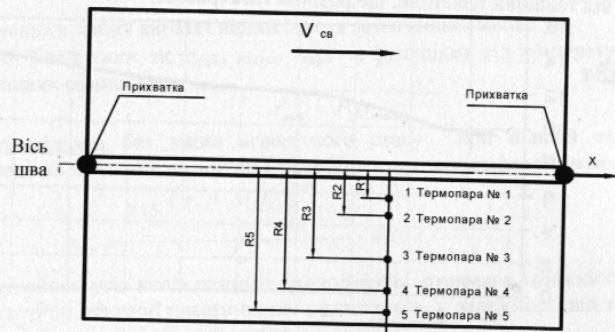 V св
Прихватка
Прихватка
Вісь
шва
x
R5
R4
R3
R2
R1
1 Термопара № 1
2 Термопара № 2
3 Термопара № 3
4 Термопара № 4
5 Термопара № 5